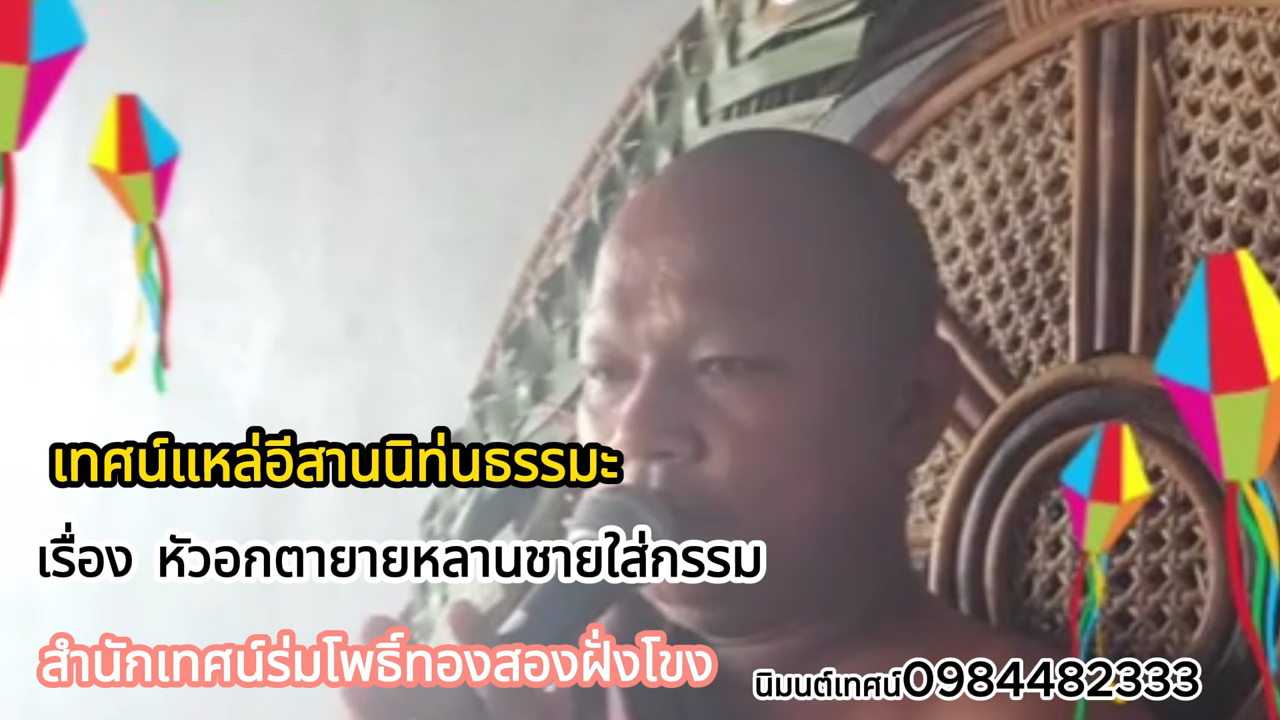 เทศน์แหล่อีสานนิท่นธรรมะ
เรื่อง หัวอกตายายหลานชายใส่กรรม
สำนักเทศน์ร่มโพธิ์ทองสองฝั่งโขง
นิมนต์เทศน์0984482333